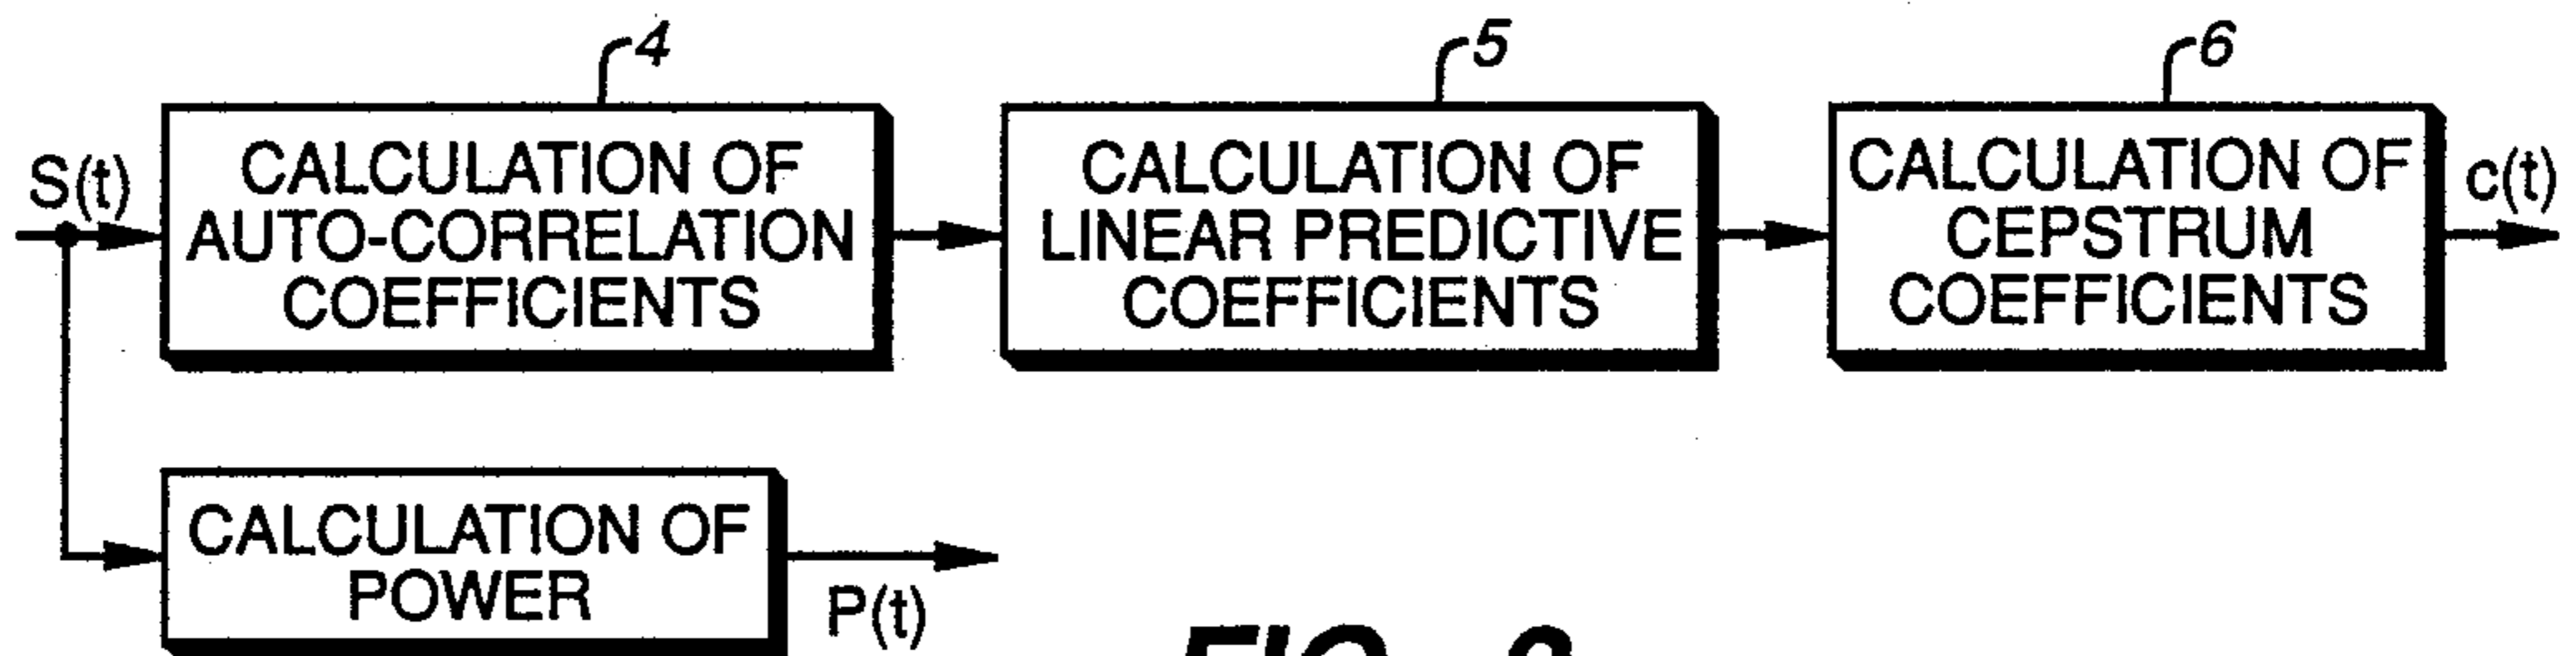 4
5
6
S(t)
CALCULATION OF
AUTO-CORRELATION
COEFFICIENTS
CALCULATION OF
LINEAR PREDICTIVE
COEFFICIENTS
CALCULATION OF
CEPSTRUM
COEFFICIENTS
c(t)
CALCULATION OF
POWER
P(t)
FIG.